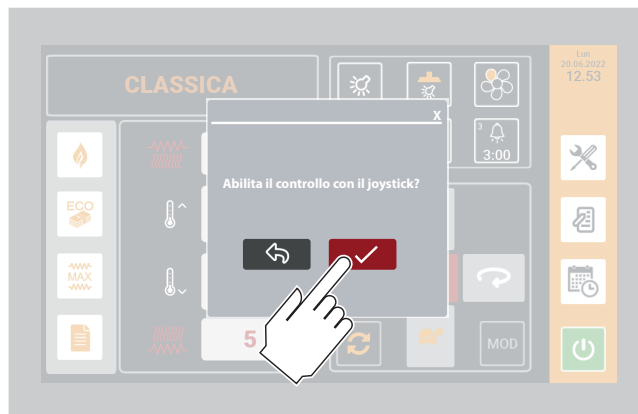 Lun
20.06.2022
12.53
CLASSICA
X
3
3:00
Abilita il controllo con il joystick?
ECO
MAX
5
MOD